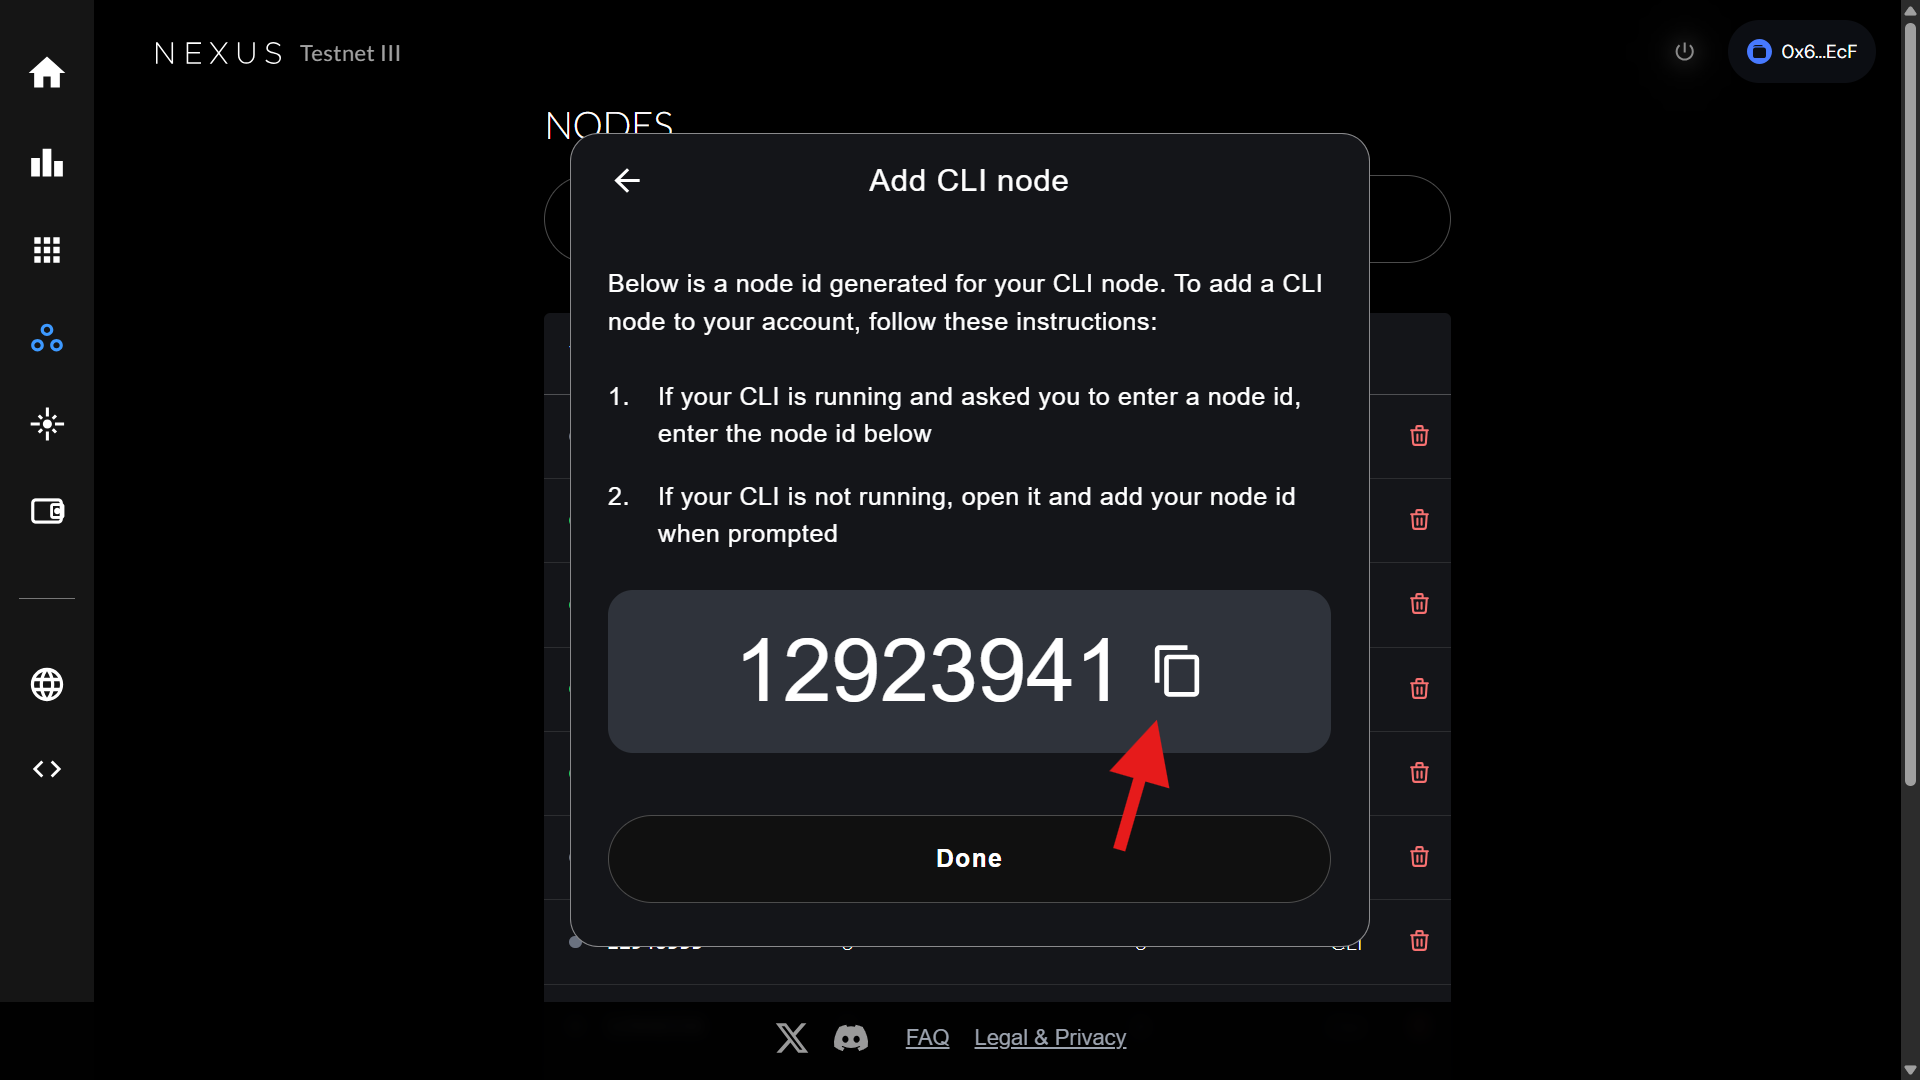 NEXUS Testnet III
0x6...EcF
NODES
Add CLI node
Below is a node id generated for your CLI node. To add a CLI
node to your account, follow these instructions:
1. If your CLI is running and asked you to enter a node id,
enter the node id below
2. If your CLI is not running, open it and add your node id
when prompted
12923941
Done
CLI
FAQ Legal & Privacy